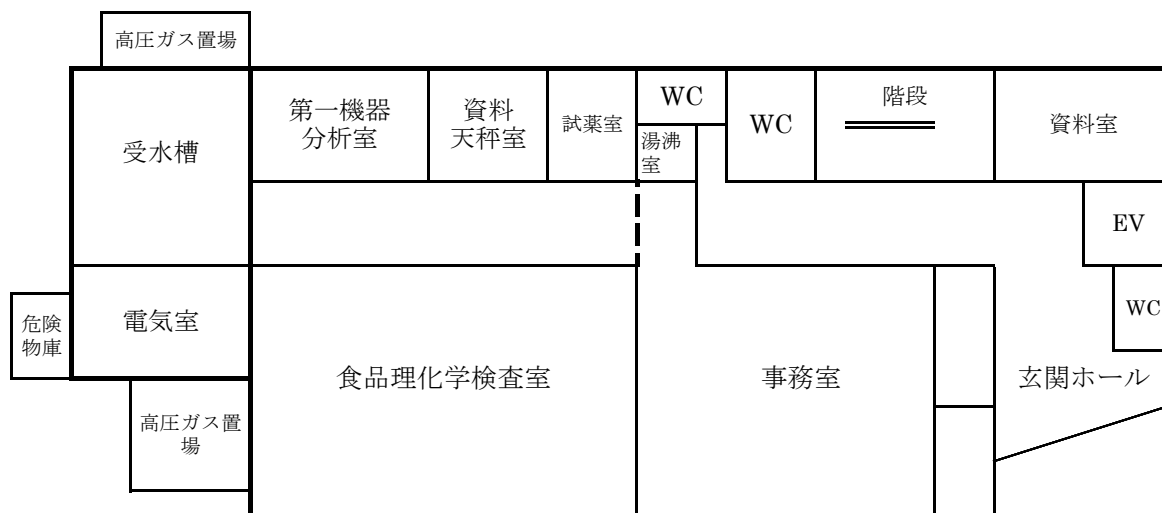 高圧ガス置場
受水槽
第一機器
分析室
資料
天秤室
試薬室
WC
湯沸
室
WC
階段
資料室
EV
WC
危険
物庫
電気室
食品理化学検査室
事務室
玄関ホール
高圧ガス置
場